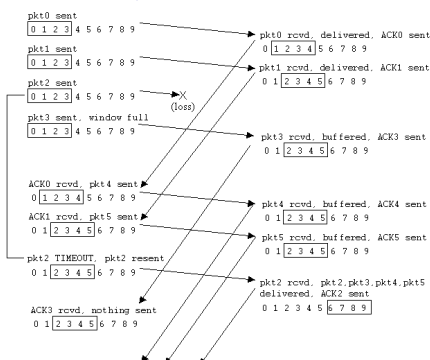 pkt0 sent
0 1 2 3 4 5 6 7 8 9
pkt1 sent
0 1 2 3 4 5 6 7 8 9
pkt2 sent
0 1 2 3 4 5 6 7 8 9
(loss)
pkt3 sent, window full
0 1 2 3 4 5 6 7 8 9
ACK0 rcvd, pkt4 sent
0 1 2 3 4 5 6 7 8 9
ACK1 rcvd, pkt5 sent
0 1 2 3 4 5 6 7 8 9
pkt2 TIMEOUT, pkt2 resent
0 1 2 3 4 5 6 7 8 9
ACK3 rcvd, nothing sent
0 1 2 3 4 5 6 7 8 9
pkt0 rcvd, delivered, ACK0 sent
0 1 2 3 4 5 6 7 8 9
pkt1 rcvd, delivered, ACK1 sent
0 1 2 3 4 5 6 7 8 9
pkt3 rcvd, buffered, ACK3 sent
0 1 2 3 4 5 6 7 8 9
pkt4 rcvd, buffered, ACK4 sent
0 1 2 3 4 5 6 7 8 9
pkt5 rcvd, buffered, ACK5 sent
0 1 2 3 4 5 6 7 8 9
pkt2 rcvd, pkt2,pkt3,pkt4,pkt5
delivered, ACK2 sent
0 1 2 3 4 5 6 7 8 9